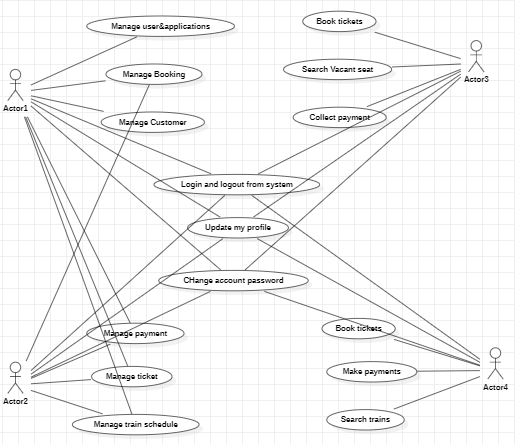 Manage user&applications
Book tickets
Manage Booking
Search Vacant seat
Actor3
Actor1
Manage Customer
Collect payment
Login and logout from system
Update my profile
CHange account password
Manage payment
Book tickets
Manage ticket
Make payments
Actor4
Actor2
Manage train schedule
Search trains